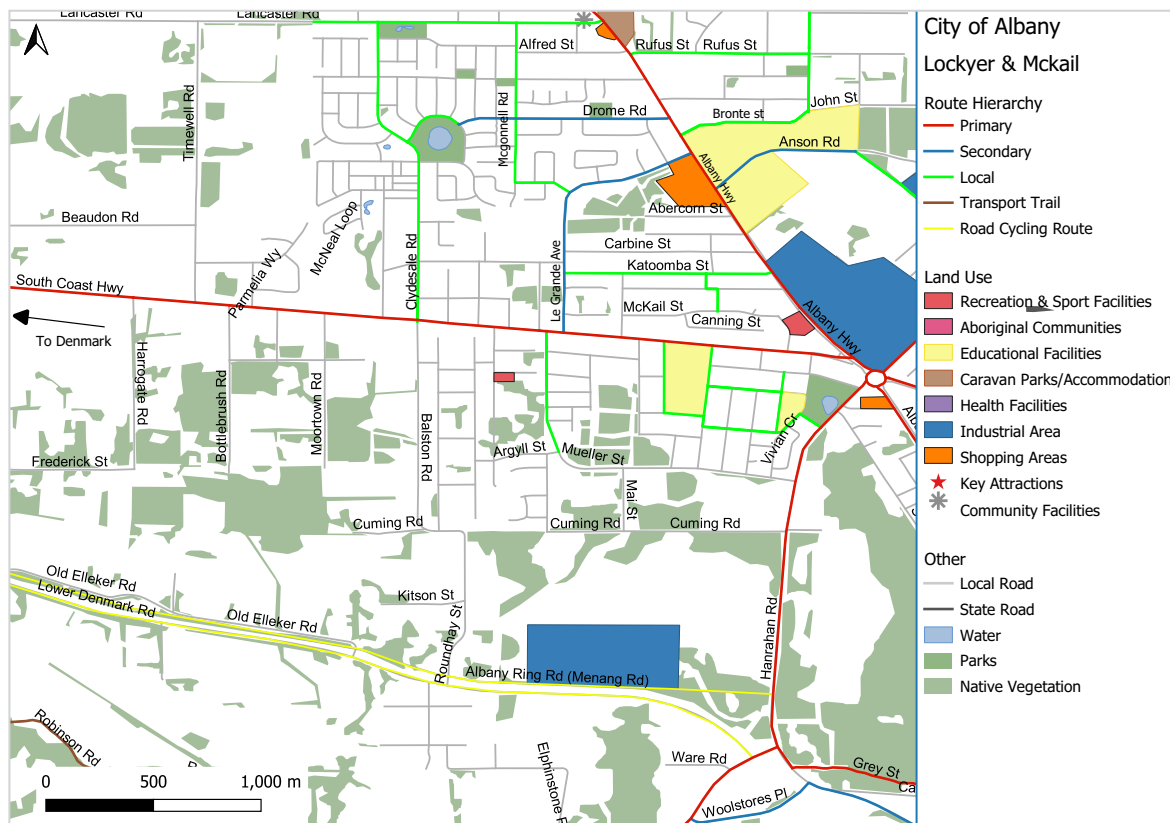 Lancaster Rd
Lancaster Rd
Alfred St
Rufus St
Rufus St
Timewell Rd
Mcgonnell Rd
Drome Rd
Bronte st
John St
Anson Rd
Albany Hwy
Beaudon Rd
McNeal Loop
Parmelia Wy
Clydesale Rd
Le Grande Ave
Abercorn St
Carbine St
Katoomba St
McKail St
Canning St
Albany Hwy
South Coast Hwy
To Denmark
Harrogate Rd
Bottlebrush Rd
Moortown Rd
Balston Rd
Argyll St
Mueller St
Mai St
Vivian Cr
Frederick St
Cuming Rd
Cuming Rd
Cuming Rd
Old Elleker Rd
Lower Denmark Rd
Old Elleker Rd
Kitson St
Roundhay St
Albany Ring Rd (Menang Rd)
Hanrahan Rd
Robinson Rd
Elphinstone R
Ware Rd
Grey St
Ca
Woolstores Pl
0 500 1,000 m
City of Albany
Lockyer & Mckail
Route Hierarchy
Primary
Secondary
Local
Transport Trail
Road Cycling Route
Land Use
Recreation & Sport Facilities
Aboriginal Communities
Educational Facilities
Caravan Parks/Accommodation
Health Facilities
Industrial Area
Shopping Areas
Key Attractions
Community Facilities
Other
Local Road
State Road
Water
Parks
Native Vegetation